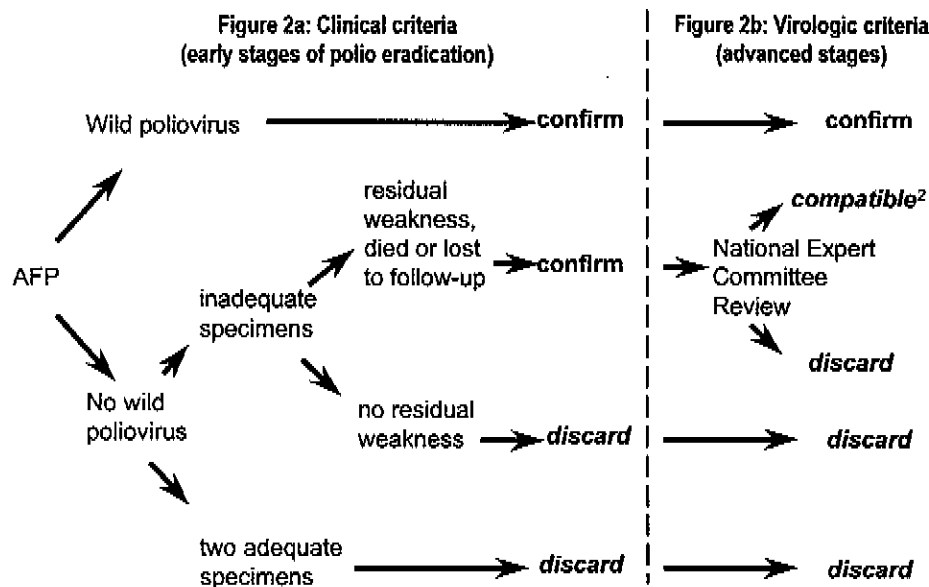 Figure 2a: Clinical criteria
(early stages of polio eradication)
Figure 2b: Virologic criteria
(advanced stages)
Wild poliovirus
confirm
confirm
residual
weakness,
died or lost
to follow-up
confirm
compatible²
National Expert
Committee
Review
discard
AFP
inadequate
specimens
No wild
poliovirus
no residual
weakness
discard
discard
two adequate
specimens
discard
discard